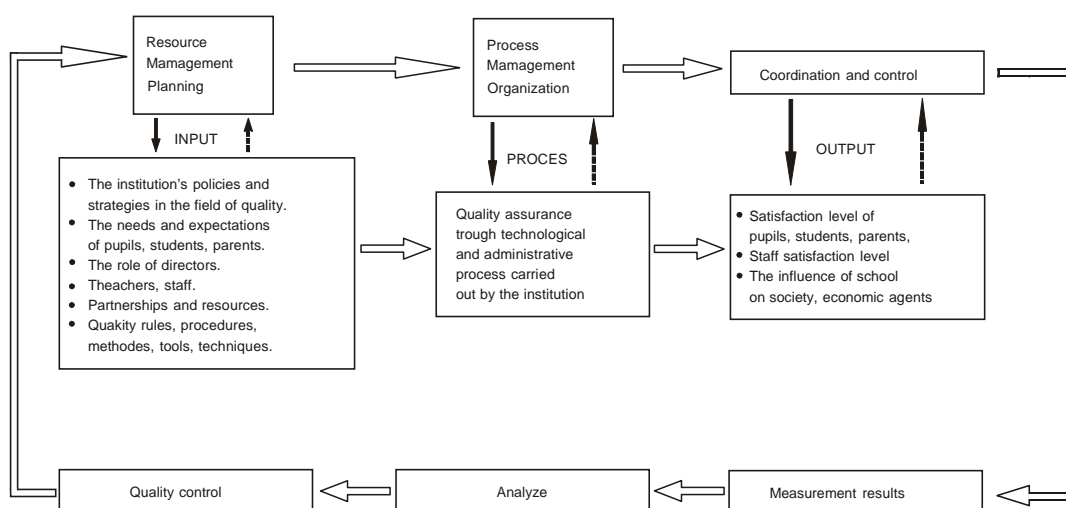 Resource
Mamagement
Planning
Process
Mamagement
Organization
Coordination and control
INPUT
PROCES
OUTPUT
The institution's policies and
strategies in the field of quality.
The needs and expectations
of pupils, students, parents.
The role of directors.
Theachers, staff.
Partnerships and resources.
Quakity rules, procedures,
methodes, tools, techniques.
Quality assurance
trough technological
and administrative
process carried
out by the institution
Satisfaction level of
pupils, students, parents,
Staff satisfaction level
The influence of school
on society, economic agents
Quality control
Analyze
Measurement results